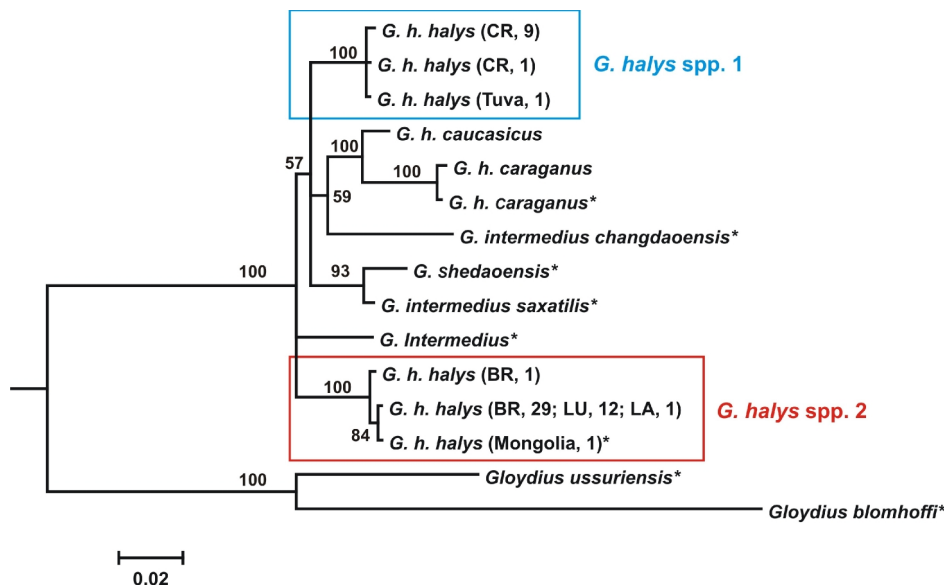 G. h. halys (CR, 9)
100
G. halys spp. 1
G. h. halys (CR, 1)
G. h. halys (Tuva, 1)
G. h. caucasicus
100
57
100
G. h. caraganus
59
G. h. caraganus*
G. intermedius changdaoensis*
100
93
G. shedaoensis*
G. intermedius saxatilis*
G. Intermedius*
G. h. halys (BR, 1)
100
G. h. halys (BR, 29; LU, 12; LA, 1)
G. halys spp. 2
84
G. h. halys (Mongolia, 1)*
100
Gloydius ussuriensis*
Gloydius blomhoffi*
0.02